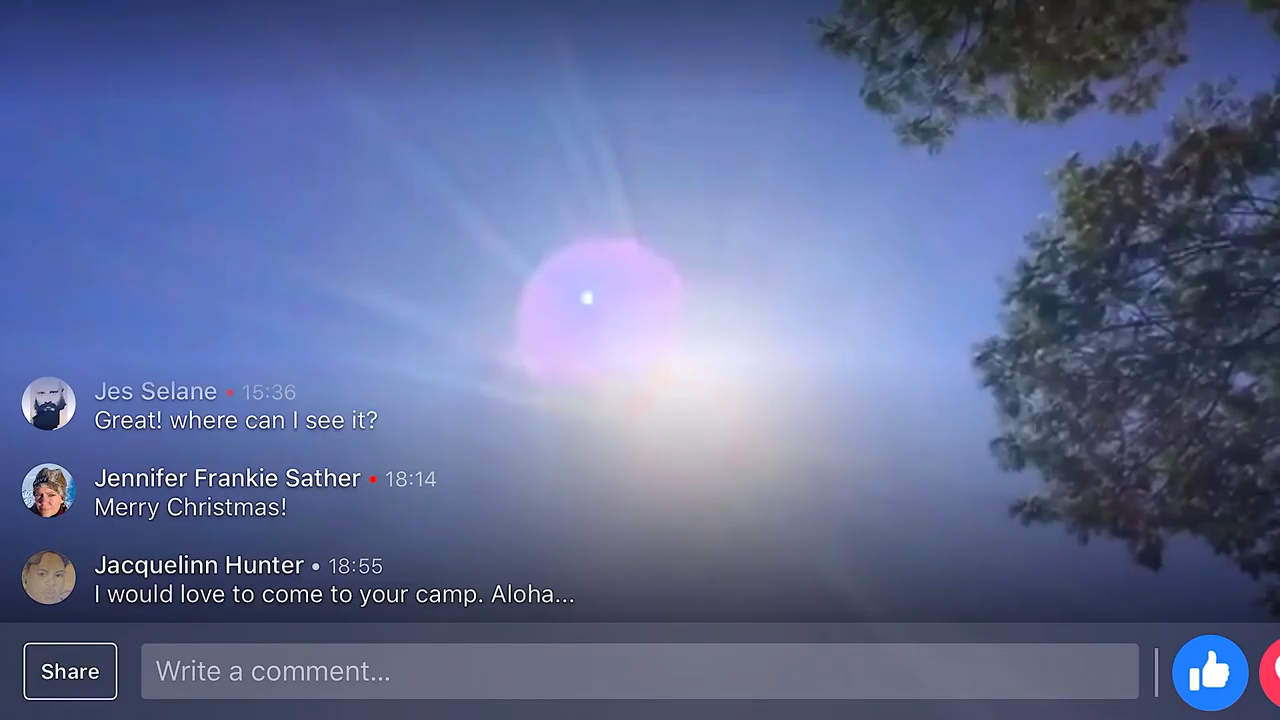 Jes Selane • 15:36
Great! where can I see it?
Jennifer Frankie Sather • 18:14
Merry Christmas!
Jacquelinn Hunter • 18:55
I would love to come to your camp. Aloha...
Share
Write a comment...